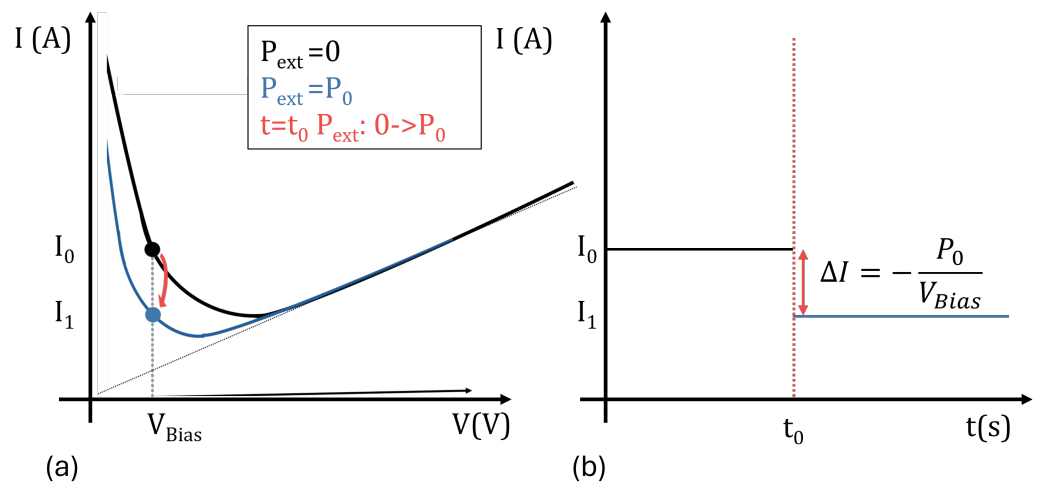 I (A)
P_ext=0
P_ext=P_0
t=t_0 P_ext: 0->P_0
I_0
I_1
V_Bias
V(V)
(a)
I (A)
I_0
I_1
ΔI = − P_0 / V_Bias
t_0
t(s)
(b)